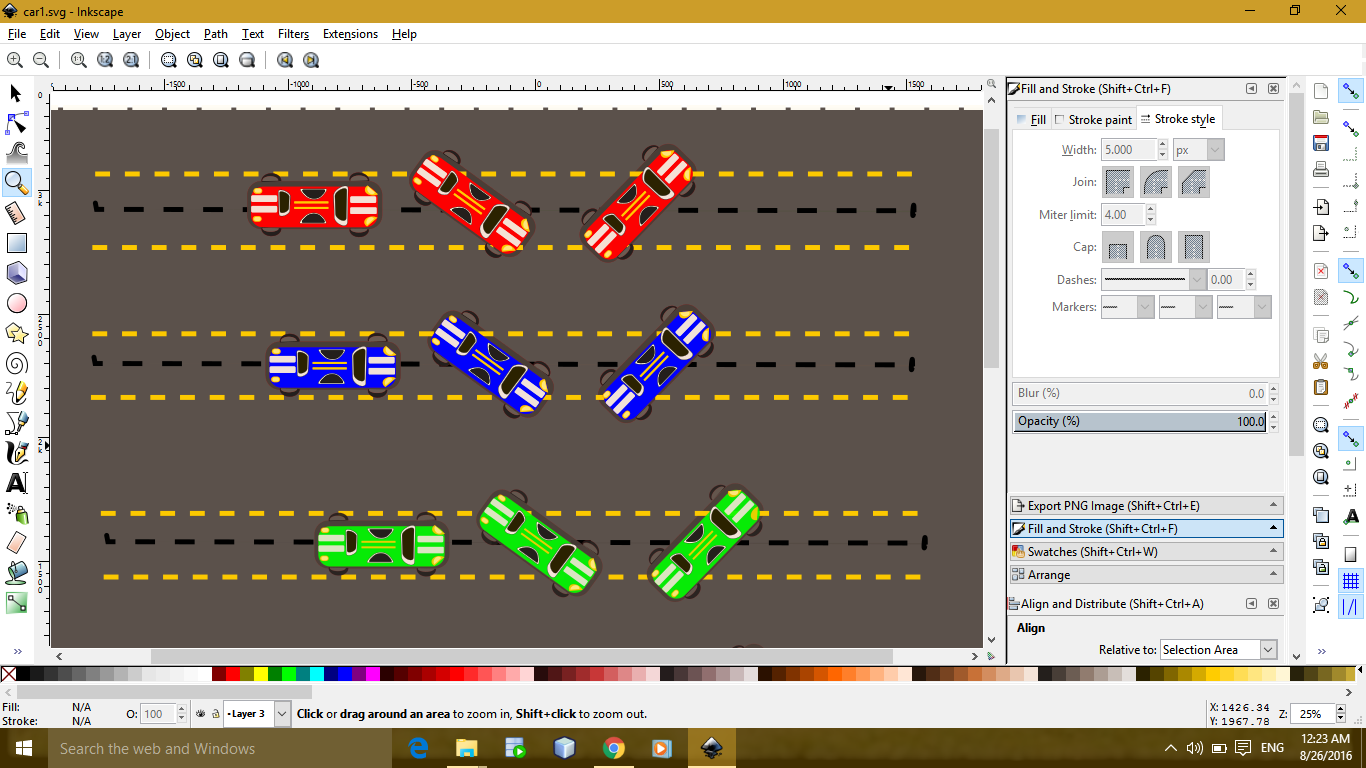 car1.svg - Inkscape
File Edit View Layer Object Path Text Filters Extensions Help
-1500 -1000 -500 0 500 1000 1500
Fill and Stroke (Shift+Ctrl+F)
Fill Stroke paint Stroke style
Width: 5.000 px
Join:
Miter limit: 4.00
Cap:
Dashes: 0.00
Markers:
Blur (%) 0.0
Opacity (%) 100.0
Export PNG Image (Shift+Ctrl+E)
Fill and Stroke (Shift+Ctrl+F)
Swatches (Shift+Ctrl+W)
Arrange
Align and Distribute (Shift+Ctrl+A)
Align
Relative to: Selection Area
Fill: N/A
Stroke: N/A
O: 100
Layer 3
Click or drag around an area to zoom in, Shift+click to zoom out.
X: 1426.34
Y: 1967.78
Z: 25%
Search the web and Windows
ENG
12:23 AM
8/26/2016